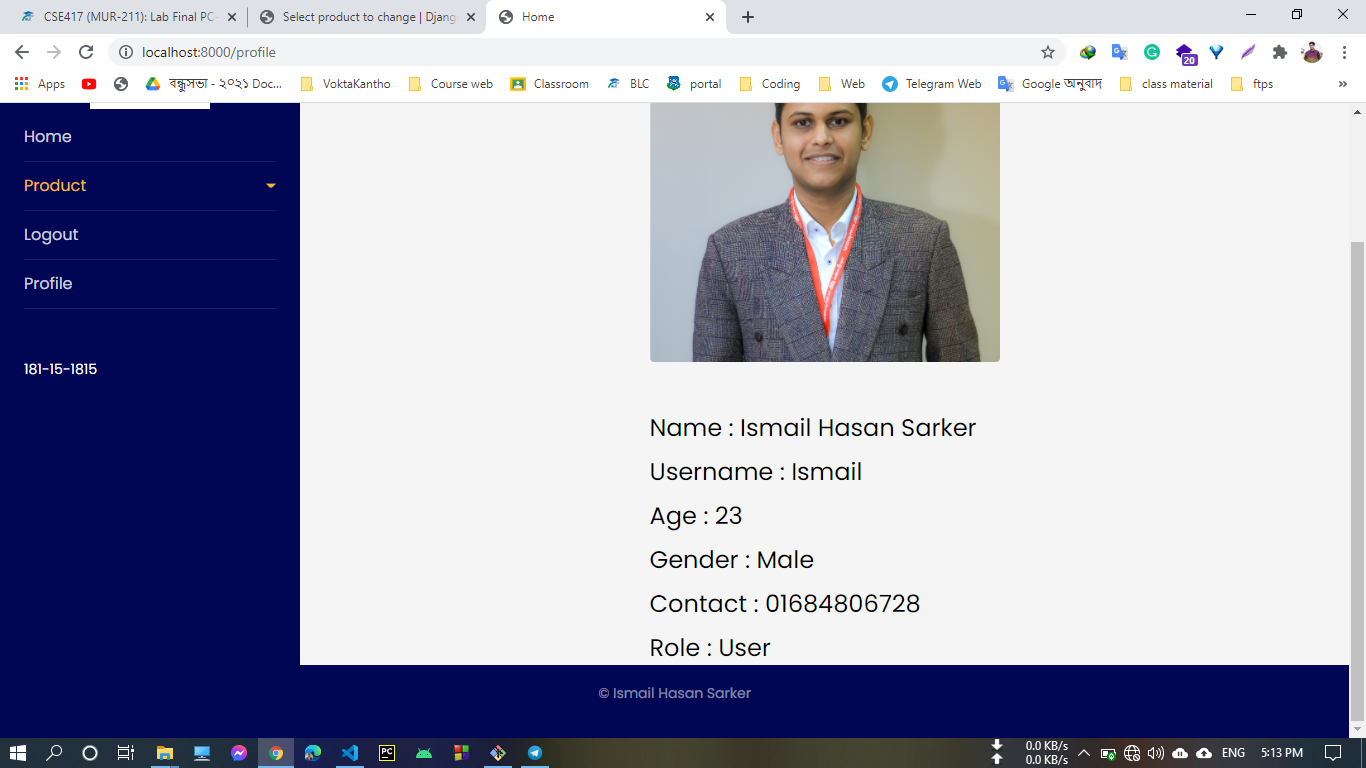 CSE417 (MUR-211): Lab Final PC-
Select product to change | Djang
Home
localhost:8000/profile
Apps
বন্ধুসভা - ২০২১ Doc...
VoktaKantho
Course web
Classroom
BLC
portal
Coding
Web
Telegram Web
Google অনুবাদ
class material
ftps
»
20
Home
Product
Logout
Profile
181-15-1815
Name : Ismail Hasan Sarker
Username : Ismail
Age : 23
Gender : Male
Contact : 01684806728
Role : User
© Ismail Hasan Sarker
PC
0.0 KB/s
0.0 KB/s
ENG
5:13 PM